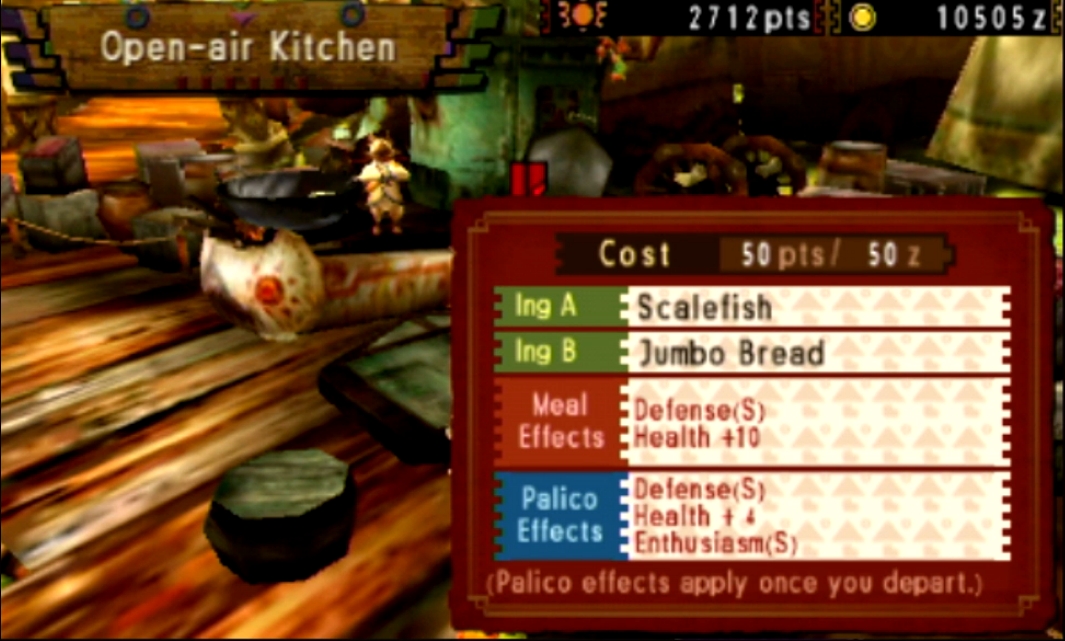 Open-air Kitchen
2712pts
10505z
Cost 50pts/ 50z
Ing A Scalefish
Ing B Jumbo Bread
Meal Effects
Defense(S)
Health +10
Palico Effects
Defense(S)
Health + 4
Enthusiasm(S)
(Palico effects apply once you depart.)